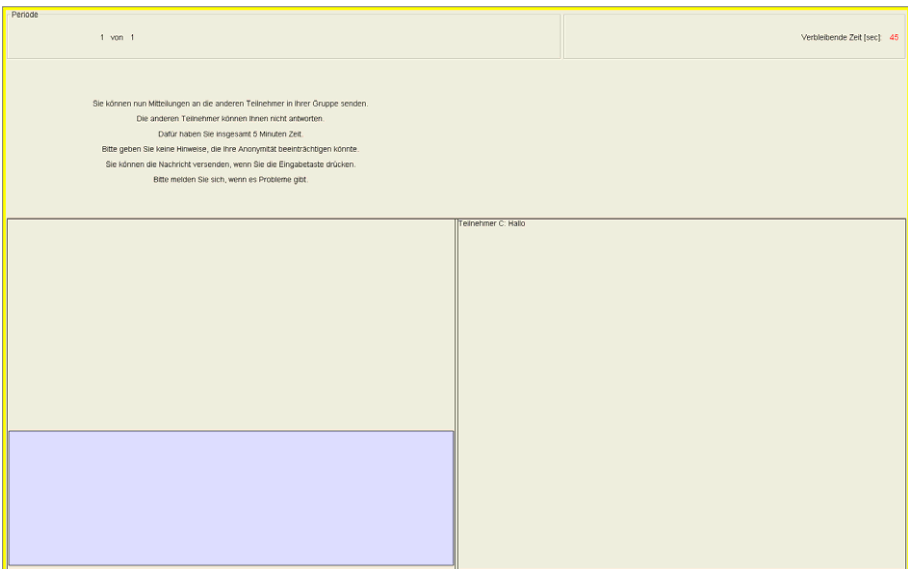 Periode
1 von 1
Verbleibende Zeit [sec]: 45
Sie können nun Mitteilungen an die anderen Teilnehmer in Ihrer Gruppe senden.
Die anderen Teilnehmer können Ihnen nicht antworten.
Dafür haben Sie insgesamt 5 Minuten Zeit.
Bitte geben Sie keine Hinweise, die Ihre Anonymität beeinträchtigen könnte.
Sie können die Nachricht versenden, wenn Sie die Eingabetaste drücken.
Bitte melden Sie sich, wenn es Probleme gibt.
Teilnehmer C: Hallo